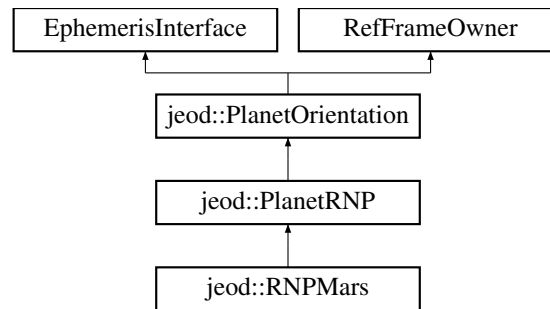 EphemerisInterface
RefFrameOwner
jeod::PlanetOrientation
jeod::PlanetRNP
jeod::RNPMars